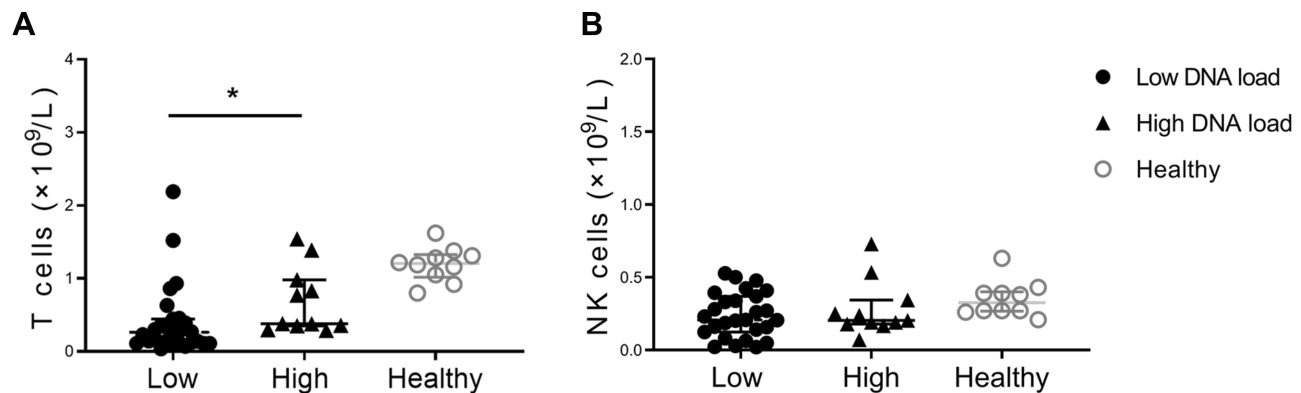 A
T cells (×10⁹/L)
4
3
2
1
0
*
Low High Healthy
B
NK cells (×10⁹/L)
2.0
1.5
1.0
0.5
0.0
Low High Healthy
Low DNA load
High DNA load
Healthy